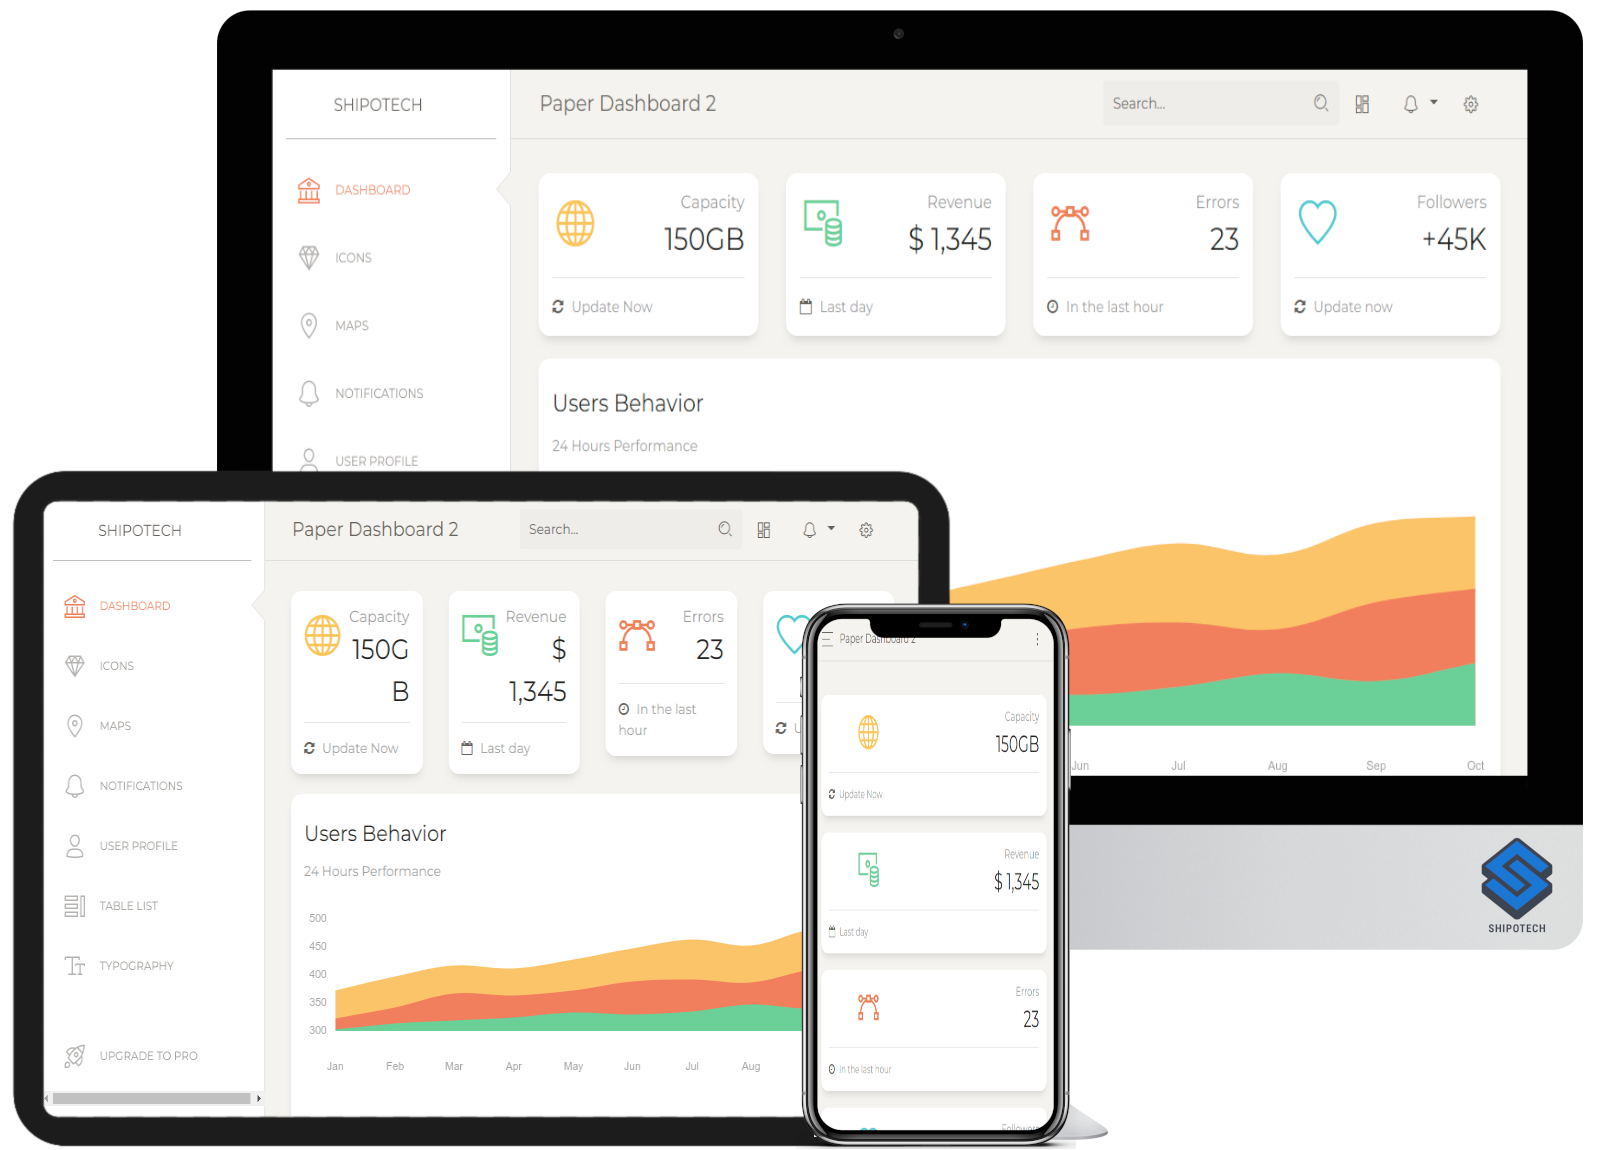 SHIPOTECH
Paper Dashboard 2
Search...
DASHBOARD
ICONS
MAPS
NOTIFICATIONS
USER PROFILE
Capacity
150GB
Update Now
Revenue
$ 1,345
Last day
Errors
23
In the last hour
Followers
+45K
Update now
Users Behavior
24 Hours Performance
Jun Jul Aug Sep Oct
SHIPOTECH
SHIPOTECH
Paper Dashboard 2
Search...
DASHBOARD
ICONS
MAPS
NOTIFICATIONS
USER PROFILE
TABLE LIST
TYPOGRAPHY
UPGRADE TO PRO
Capacity
150G
B
Update Now
Revenue
$
1,345
Last day
Errors
23
In the last
hour
Users Behavior
24 Hours Performance
500
450
400
350
300
Jan Feb Mar Apr May Jun Jul Aug
Paper Dashboard 2
Capacity
150GB
Update Now
Revenue
$ 1,345
Last day
Errors
23
In the last hour
Followers